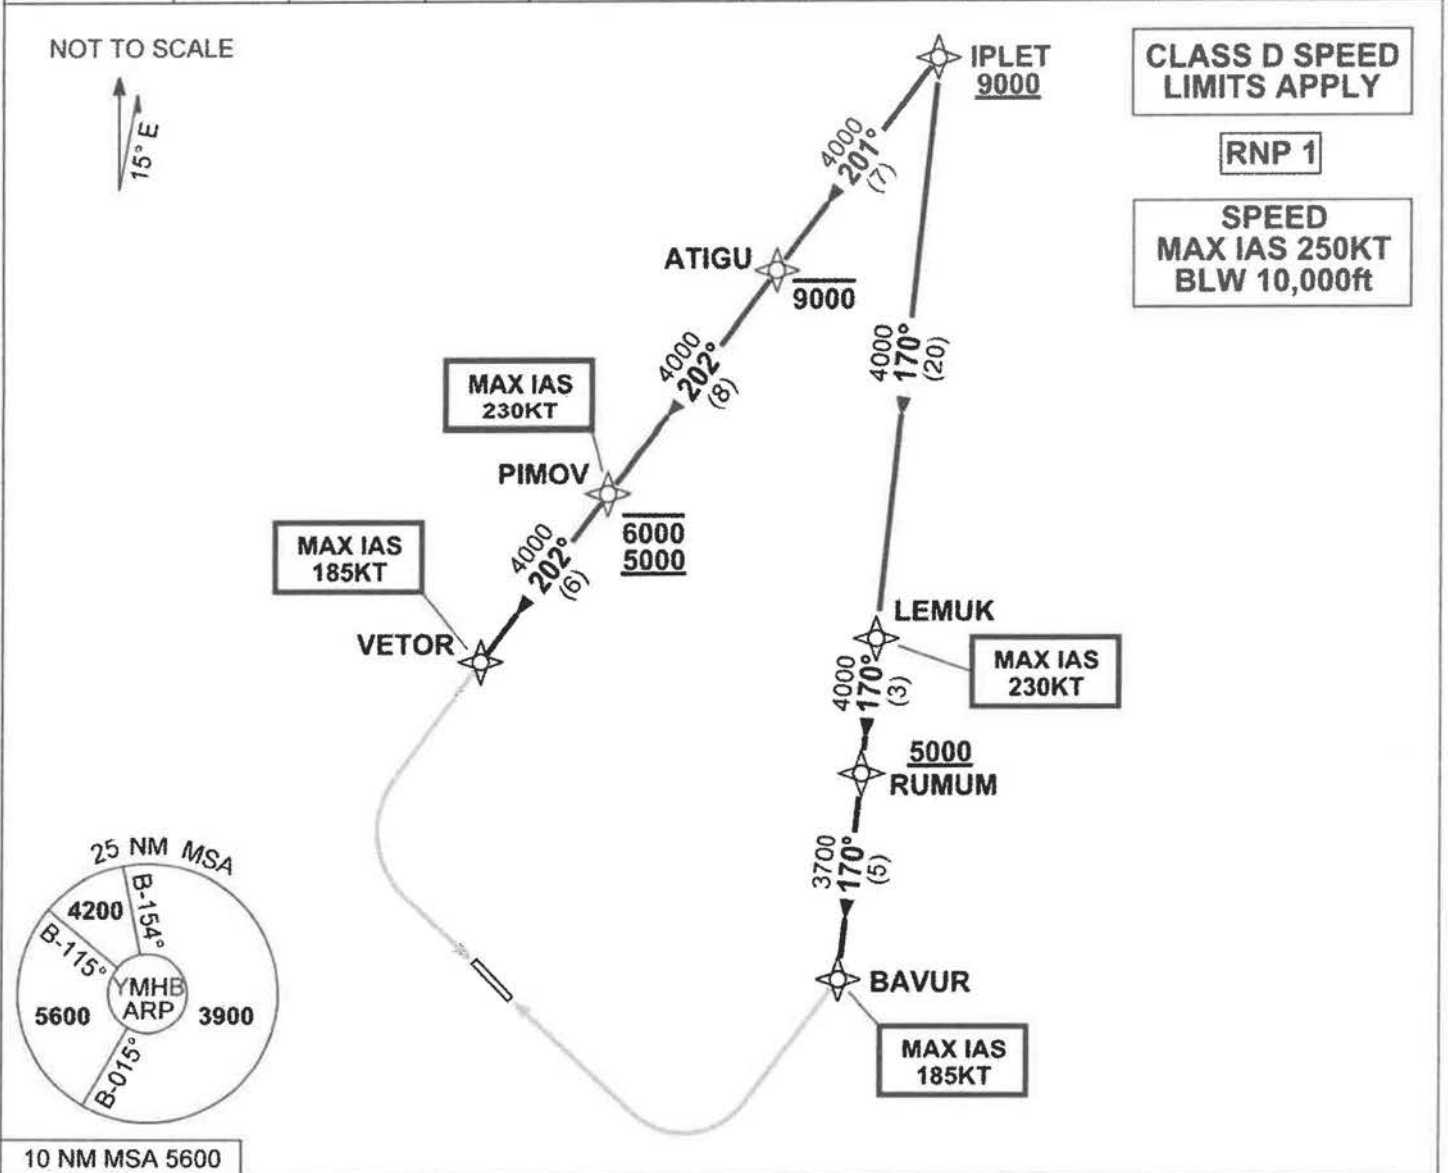 NOT TO SCALE
15° E
IPLET
9000
CLASS D SPEED
LIMITS APPLY
RNP 1
SPEED
MAX IAS 250KT
BLW 10,000ft
4000
201°
(7)
ATIGU
9000
4000
170°
(20)
4000
202°
(8)
MAX IAS
230KT
PIMOV
6000
5000
4000
202°
(6)
MAX IAS
185KT
VETOR
LEMUK
MAX IAS
230KT
4000
170°
(3)
5000
RUMUM
3700
170°
(5)
BAVUR
MAX IAS
185KT
25 NM MSA
4200
B-154°
B-115°
YMHB
ARP
5600
3900
B-015°
10 NM MSA 5600